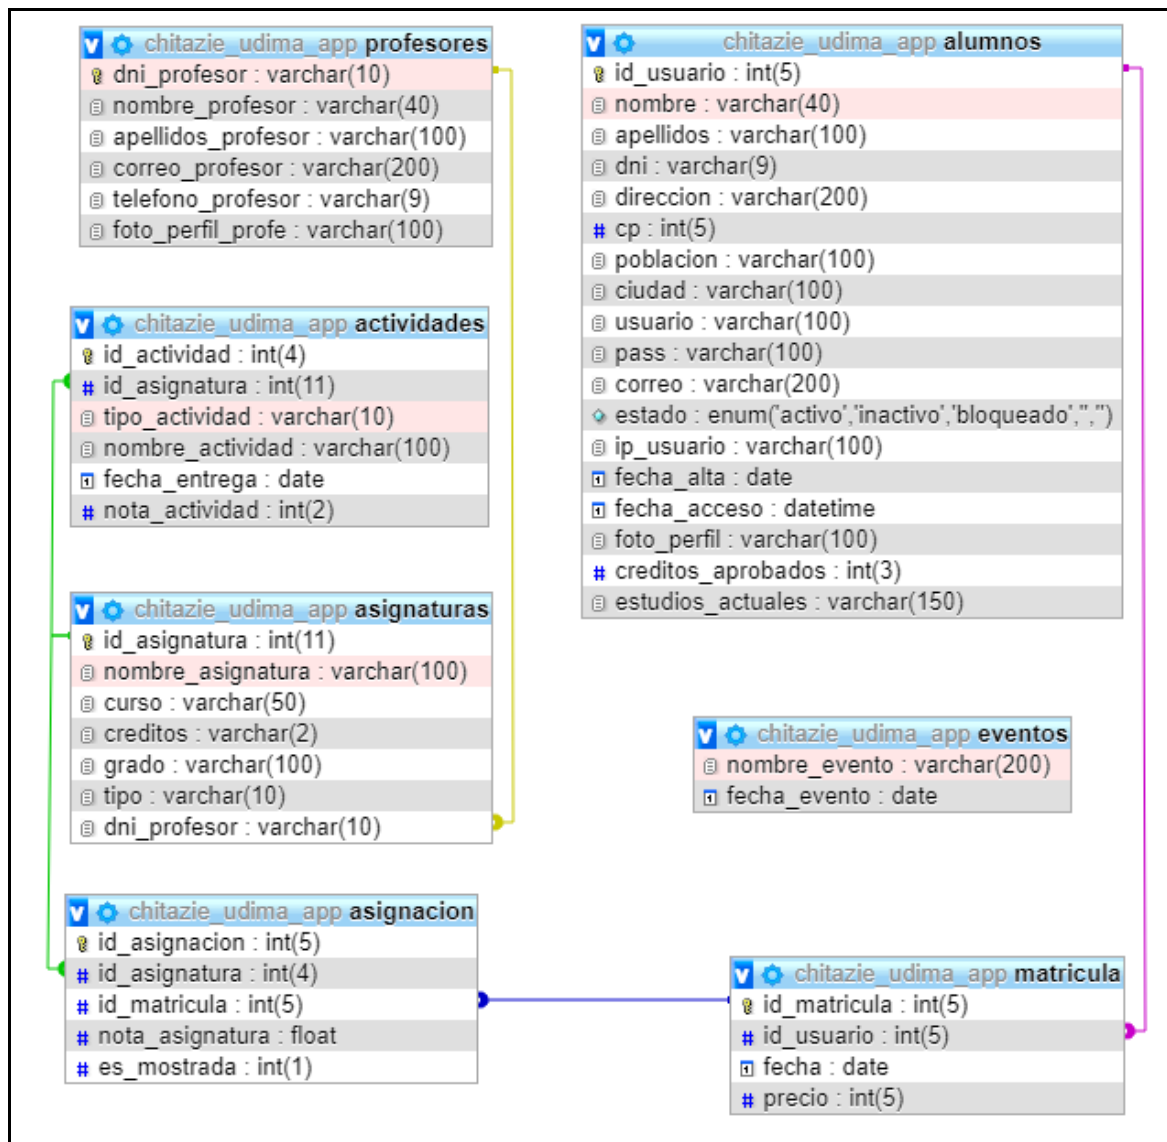 chitazie_udima_app profesores
dni_profesor : varchar(10)
nombre_profesor : varchar(40)
apellidos_profesor : varchar(100)
correo_profesor : varchar(200)
telefono_profesor : varchar(9)
foto_perfil_profe : varchar(100)
chitazie_udima_app actividades
id_actividad : int(4)
# id_asignatura : int(11)
tipo_actividad : varchar(10)
nombre_actividad : varchar(100)
fecha_entrega : date
# nota_actividad : int(2)
chitazie_udima_app asignaturas
id_asignatura : int(11)
nombre_asignatura : varchar(100)
curso : varchar(50)
creditos : varchar(2)
grado : varchar(100)
tipo : varchar(10)
dni_profesor : varchar(10)
chitazie_udima_app asignacion
id_asignacion : int(5)
# id_asignatura : int(4)
# id_matricula : int(5)
# nota_asignatura : float
# es_mostrada : int(1)
chitazie_udima_app alumnos
id_usuario : int(5)
nombre : varchar(40)
apellidos : varchar(100)
dni : varchar(9)
direccion : varchar(200)
# cp : int(5)
poblacion : varchar(100)
ciudad : varchar(100)
usuario : varchar(100)
pass : varchar(100)
correo : varchar(200)
estado : enum('activo','inactivo','bloqueado','','')
ip_usuario : varchar(100)
fecha_alta : date
fecha_acceso : datetime
foto_perfil : varchar(100)
# creditos_aprobados : int(3)
estudios_actuales : varchar(150)
chitazie_udima_app eventos
nombre_evento : varchar(200)
fecha_evento : date
chitazie_udima_app matricula
id_matricula : int(5)
# id_usuario : int(5)
fecha : date
# precio : int(5)